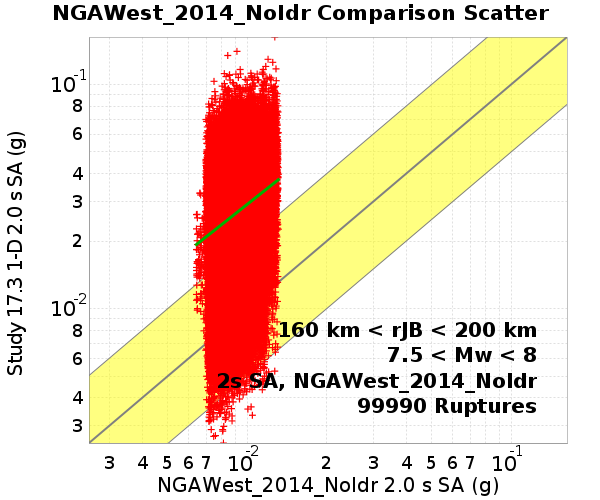 NGAWest_2014_NoIdr Comparison Scatter
Study 17.3 1-D 2.0 s SA (g)
10-1
8
6
4
3
2
10-2
8
6
4
3
160 km < rJB < 200 km
7.5 < Mw < 8
2s SA, NGAWest_2014_NoIdr
99990 Ruptures
3 4 5 6 7 10-2 2 3 4 5 6 7 10-1
NGAWest_2014_NoIdr 2.0 s SA (g)